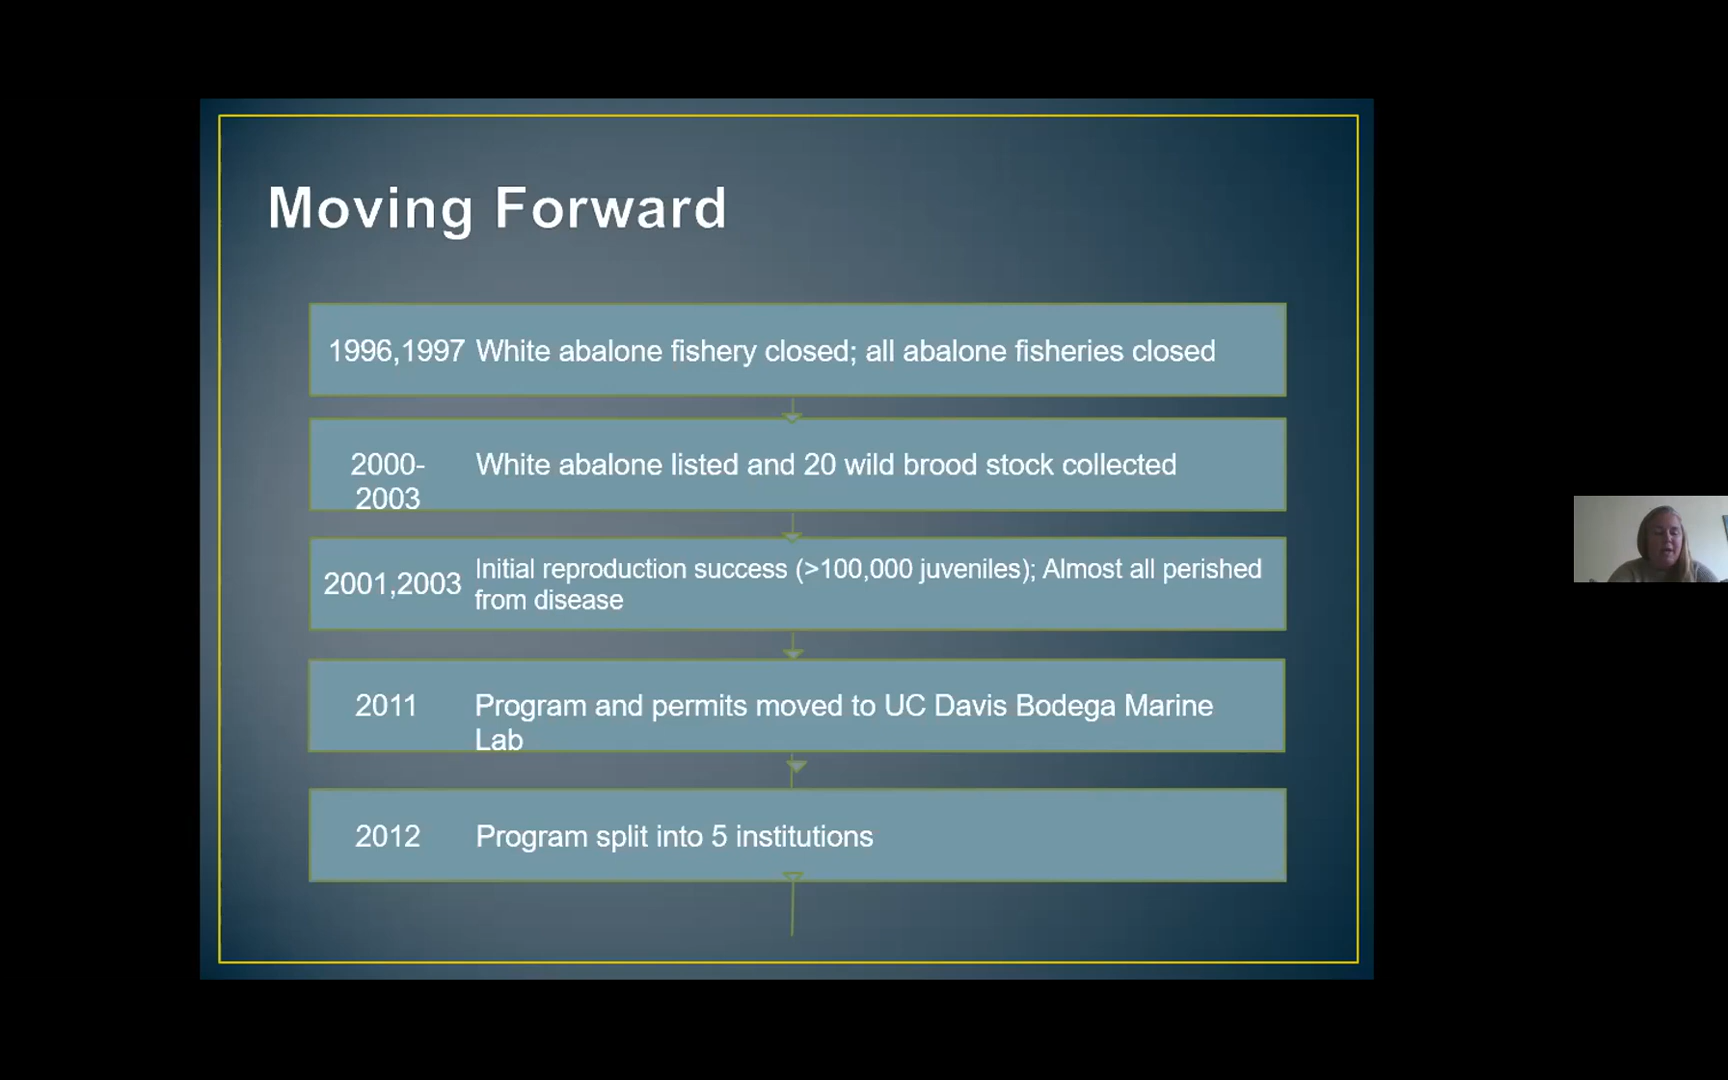 Moving Forward
1996,1997 White abalone fishery closed; all abalone fisheries closed
2000-
2003
White abalone listed and 20 wild brood stock collected
2001,2003
Initial reproduction success (>100,000 juveniles); Almost all perished
from disease
2011
Program and permits moved to UC Davis Bodega Marine
Lab
2012 Program split into 5 institutions